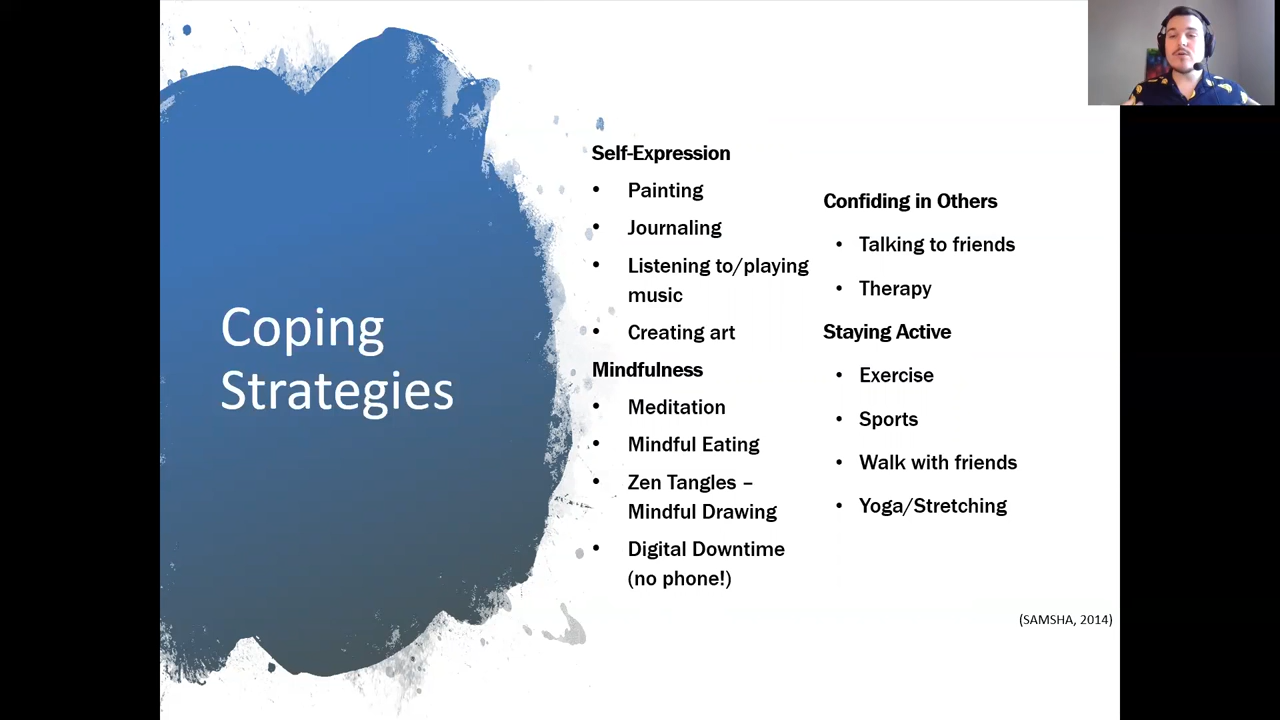 Coping
Strategies
Self-Expression
• Painting
• Journaling
• Listening to/playing
music
• Creating art
Mindfulness
• Meditation
• Mindful Eating
• Zen Tangles –
Mindful Drawing
• Digital Downtime
(no phone!)
Confiding in Others
• Talking to friends
• Therapy
Staying Active
• Exercise
• Sports
• Walk with friends
• Yoga/Stretching
(SAMSHA, 2014)